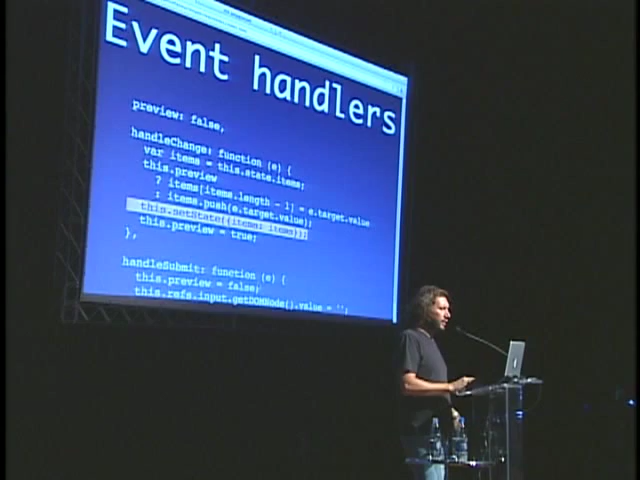 Event handlers
preview: false,
handleChange: function (e) {
var items = this.state.items;
this.preview
? items[items.length - 1] = e.target.value
: items.push(e.target.value);
this.setState({items: items});
this.preview = true;
},
handleSubmit: function (e) {
this.preview = false;
this.refs.input.getDOMNode().value = '';